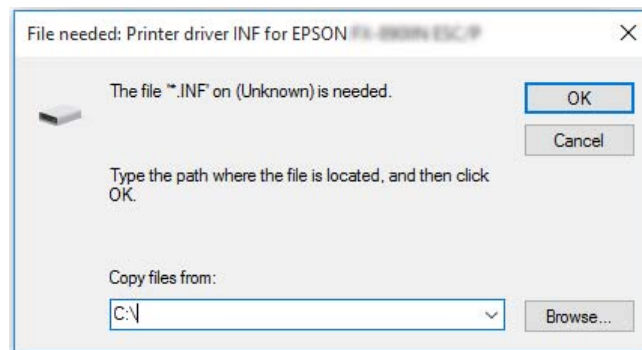 File needed: Printer driver INF for EPSON
The file '*.INF' on (Unknown) is needed.
OK
Cancel
Type the path where the file is located, and then click
OK.
Copy files from:
C:\
Browse...